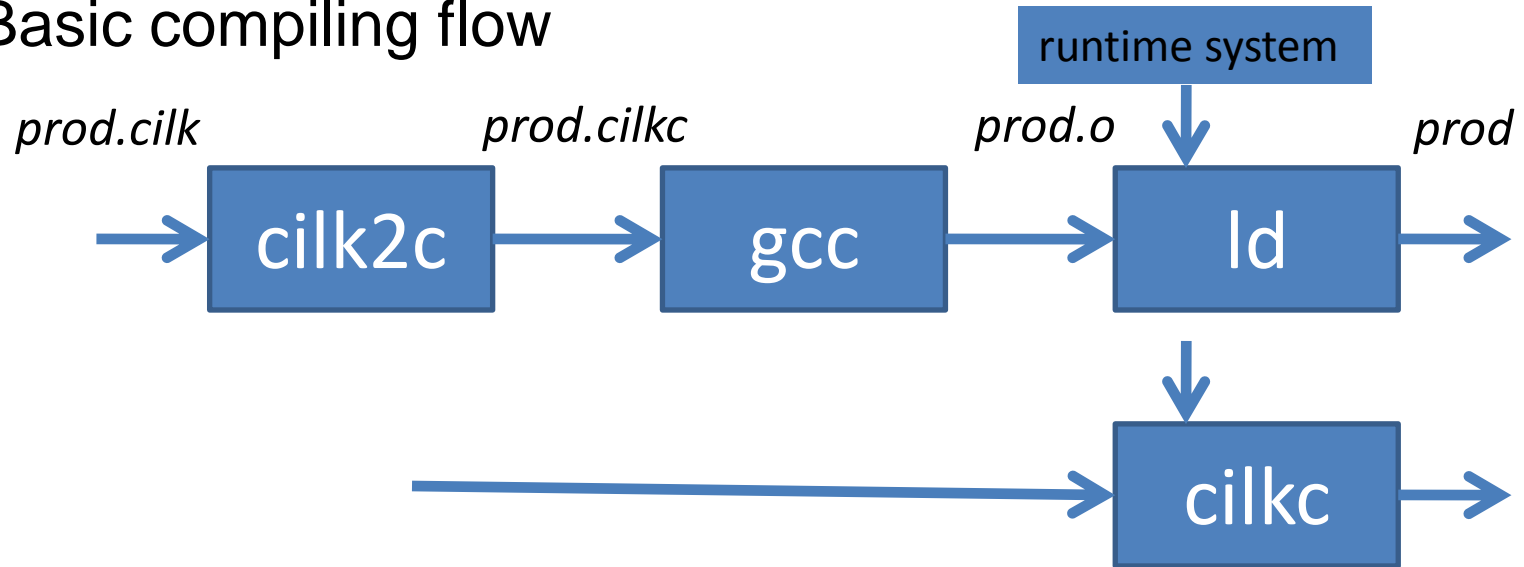 Basic compiling flow
runtime system
prod.cilk
prod.cilkc
prod.o
prod
cilk2c
gcc
ld
cilkc